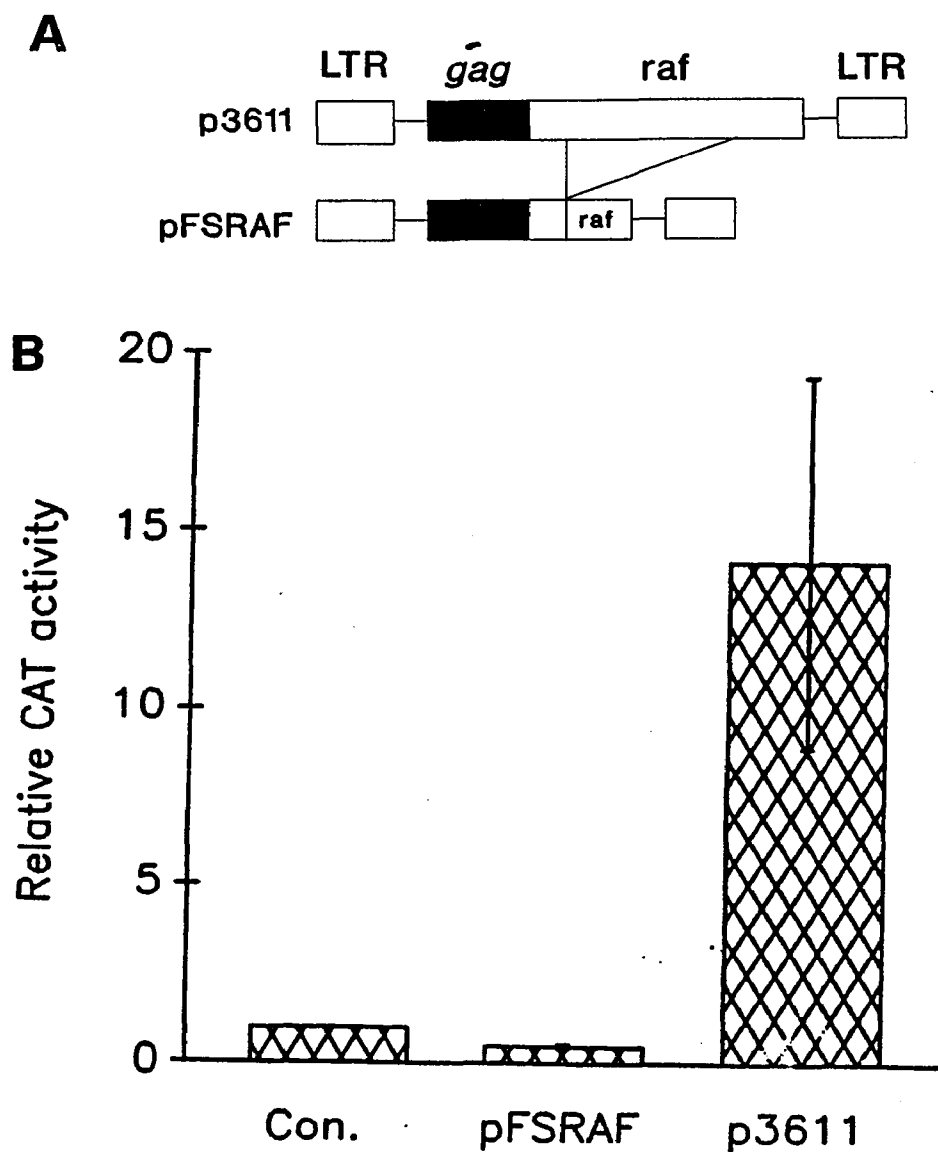 A
LTR gag raf LTR
p3611
pFSRAF raf
B
20
15
10
5
0
Relative CAT activity
Con. pFSRAF p3611